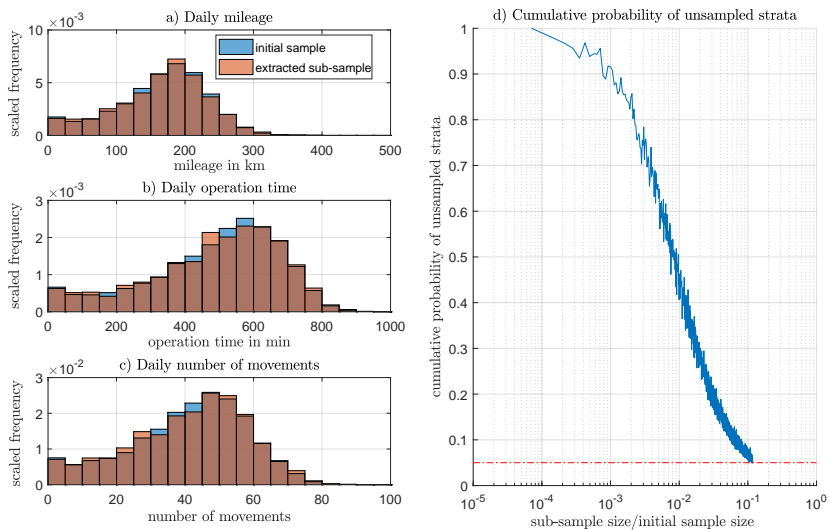 a) Daily mileage
×10^-3
10
5
0
scaled frequency
initial sample
extracted sub-sample
0 100 200 300 400 500
mileage in km
b) Daily operation time
×10^-3
3
2
1
0
scaled frequency
0 200 400 600 800 1000
operation time in min
c) Daily number of movements
×10^-2
3
2
1
0
scaled frequency
0 20 40 60 80 100
number of movements
d) Cumulative probability of unsampled strata
1
0.9
0.8
0.7
0.6
0.5
0.4
0.3
0.2
0.1
0
cumulative probability of unsampled strata
10^-5 10^-4 10^-3 10^-2 10^-1 10^0
sub-sample size/initial sample size